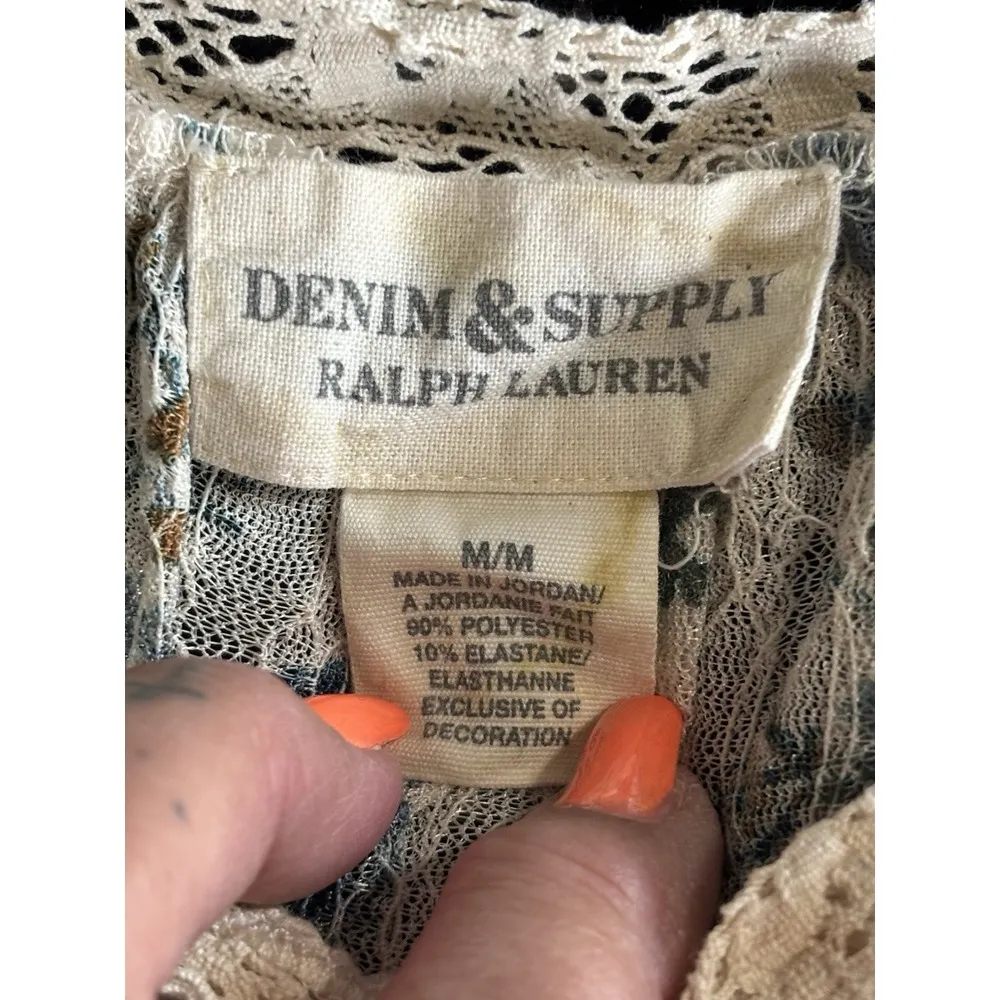 DENIM & SUPPLY
RALPH LAUREN
M/M
MADE IN JORDAN/
A JORDANIE FAIT
90% POLYESTER
10% ELASTANE/
ELASTHANNE
EXCLUSIVE OF
DECORATION